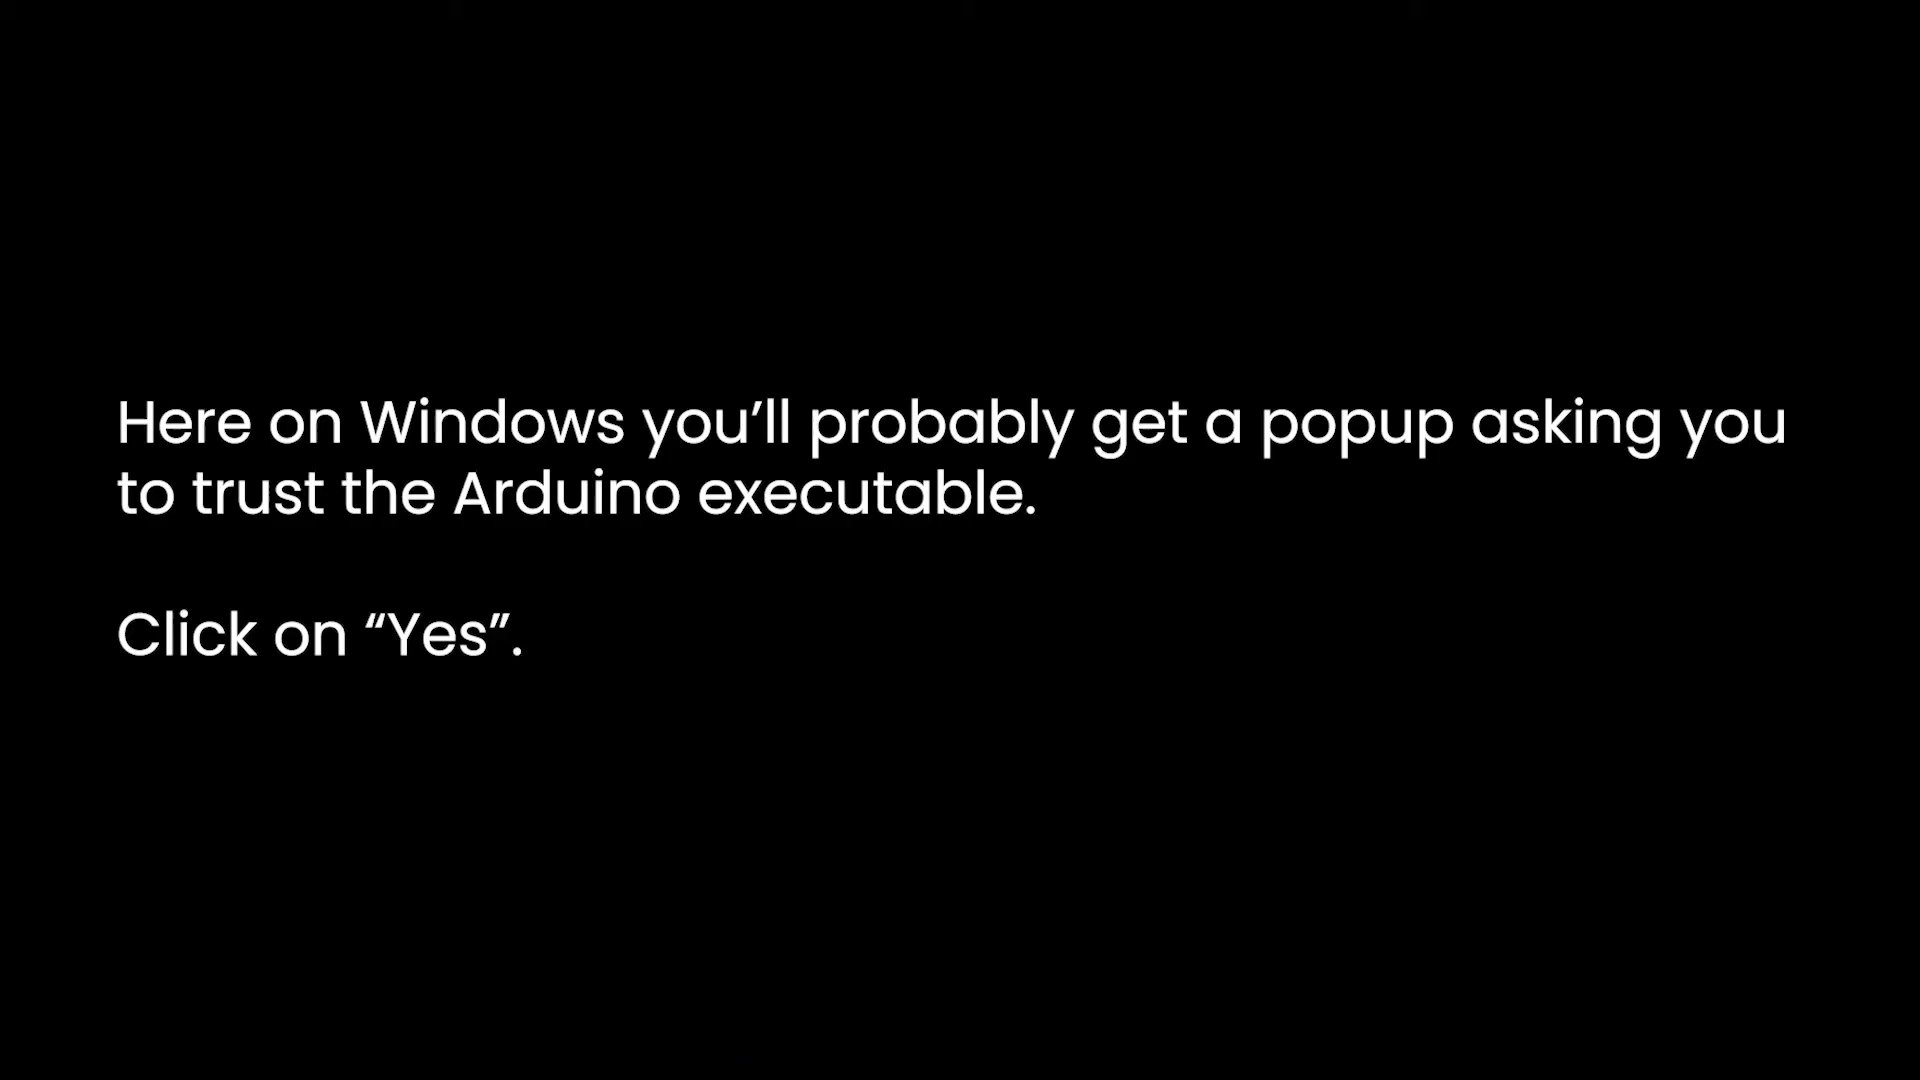 Here on Windows you’ll probably get a popup asking you
to trust the Arduino executable.
Click on “Yes”.